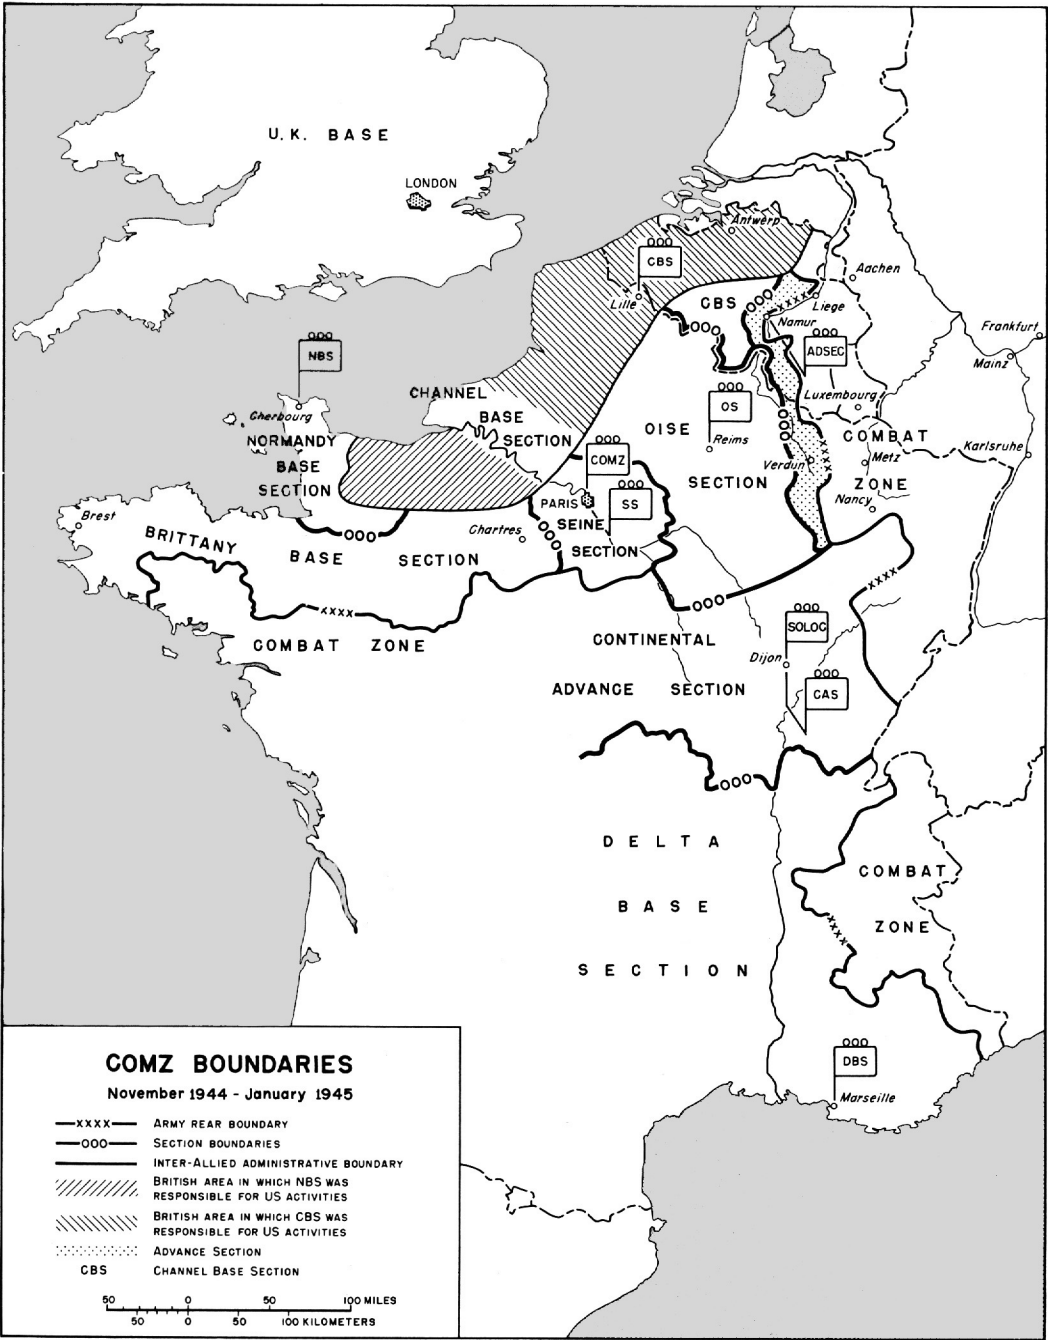 U.K. BASE
LONDON
Antwerp
CBS
Aachen
Lille
CBS
Liege
Namur
Frankfurt
NBS
ADSEC
Mainz
CHANNEL
BASE
SECTION
Luxembourg
OS
Cherbourg
NORMANDY
BASE
SECTION
OISE
SECTION
Reims
COMBAT
ZONE
Karlsruhe
COMZ
Verdun
Metz
Nancy
PARIS
SS
SEINE
SECTION
Brest
Chartres
BRITTANY BASE SECTION
COMBAT ZONE
CONTINENTAL
ADVANCE SECTION
SOLOC
Dijon
CAS
DELTA
BASE
SECTION
COMBAT
ZONE
DBS
Marseille
XXXX
OOO
COMZ BOUNDARIES
November 1944 - January 1945
XXXX ARMY REAR BOUNDARY
OOO SECTION BOUNDARIES
INTER-ALLIED ADMINISTRATIVE BOUNDARY
BRITISH AREA IN WHICH NBS WAS
RESPONSIBLE FOR US ACTIVITIES
BRITISH AREA IN WHICH CBS WAS
RESPONSIBLE FOR US ACTIVITIES
ADVANCE SECTION
CBS CHANNEL BASE SECTION
50 0 50 100 MILES
50 0 50 100 KILOMETERS